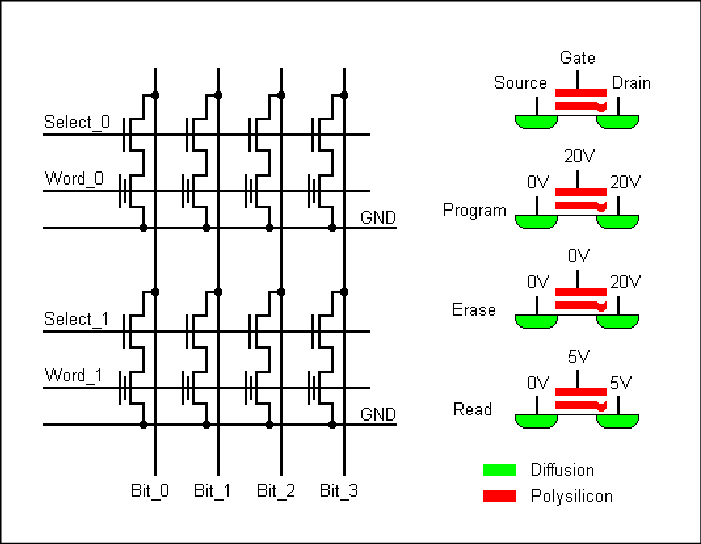 Select_0
Word_0
GND
Select_1
Word_1
GND
Bit_0 Bit_1 Bit_2 Bit_3
Gate
Source Drain
20V
0V 20V
Program
0V
0V 20V
Erase
5V
0V 5V
Read
Diffusion
Polysilicon